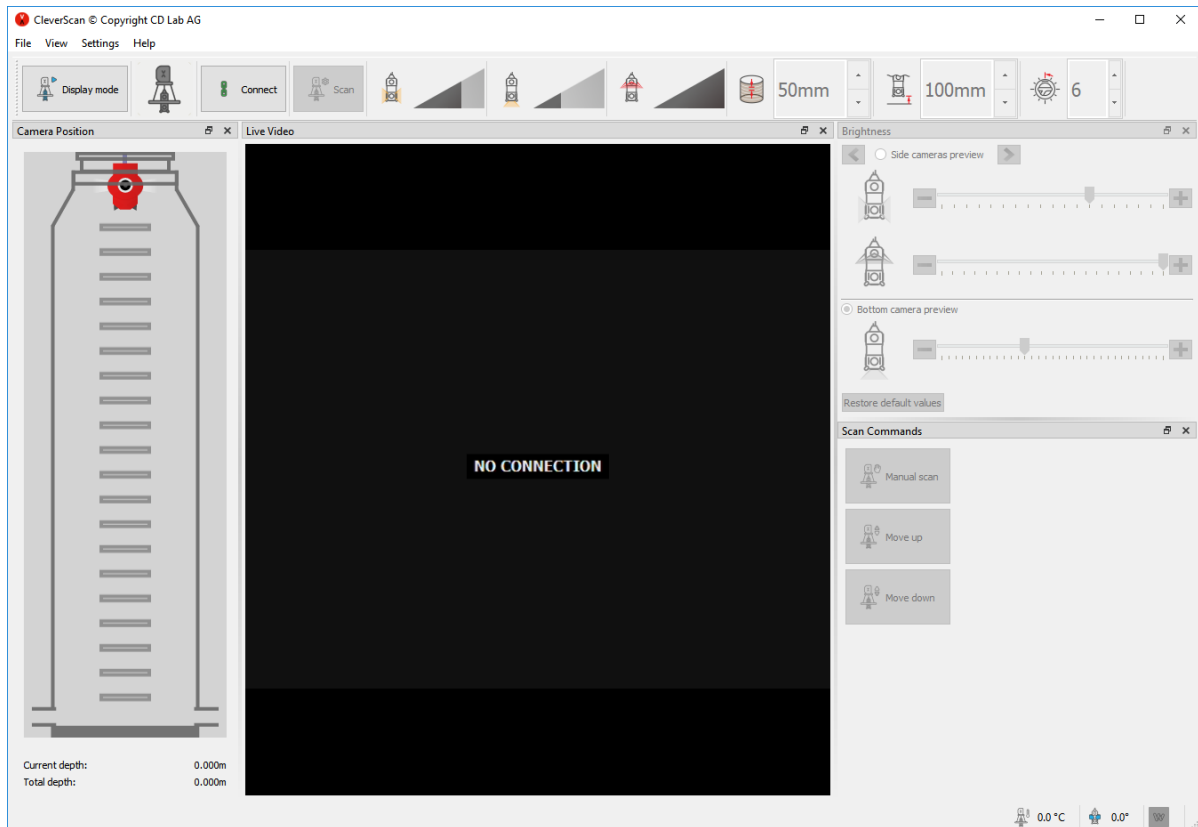 CleverScan © Copyright CD Lab AG
File View Settings Help
Display mode
Connect
Scan
50mm
100mm
6
Camera Position
Live Video
Brightness
Side cameras preview
Bottom camera preview
Restore default values
NO CONNECTION
Scan Commands
Manual scan
Move up
Move down
Current depth: 0.000m
Total depth: 0.000m
0.0 °C
0.0°
W